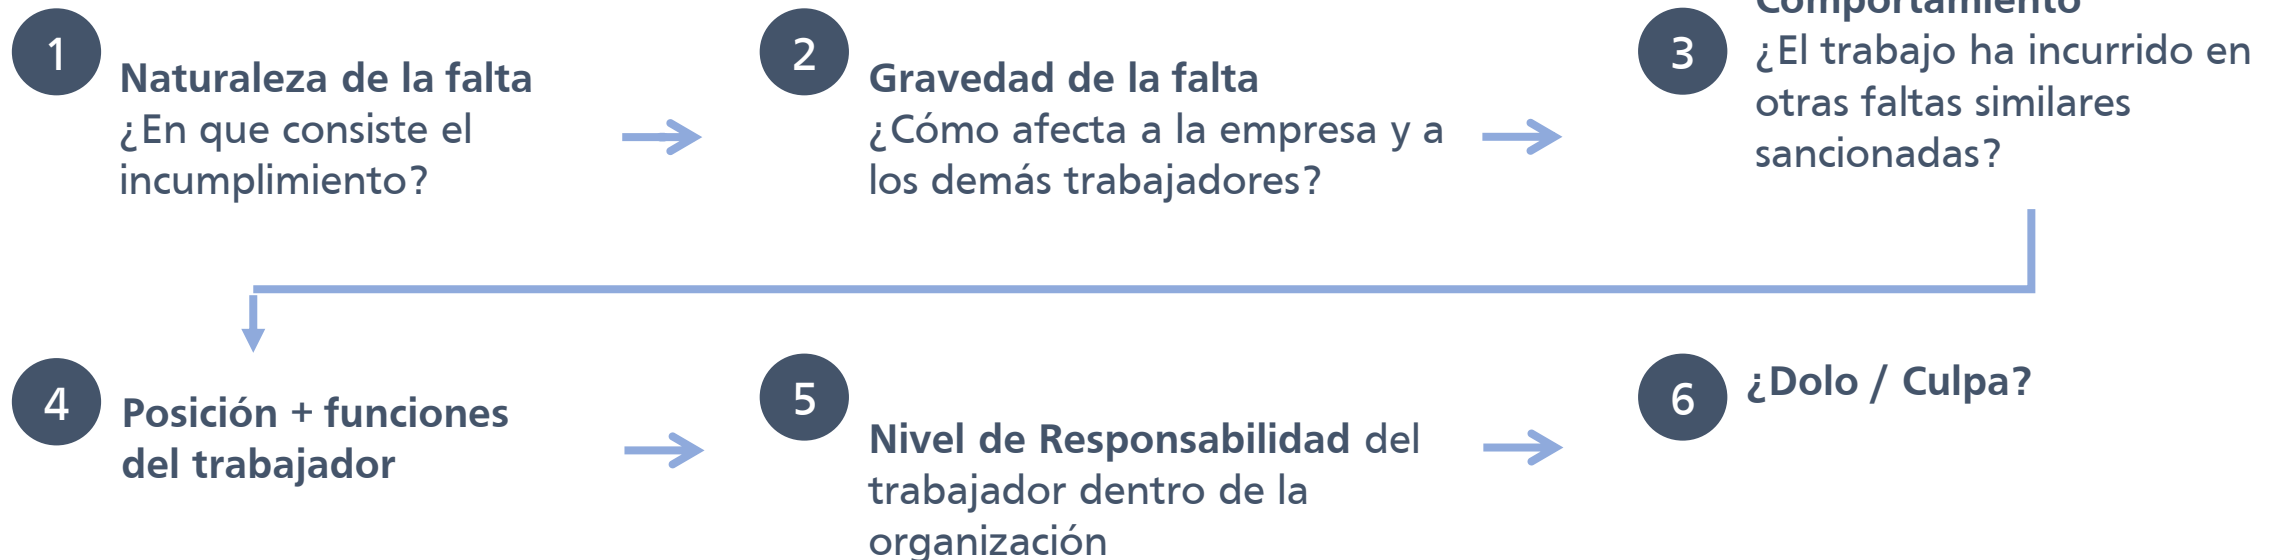 1
Naturaleza de la falta
¿En que consiste el
incumplimiento?
2
Gravedad de la falta
¿Cómo afecta a la empresa y a
los demás trabajadores?
3
Comportamiento
¿El trabajo ha incurrido en
otras faltas similares
sancionadas?
4
Posición + funciones
del trabajador
5
Nivel de Responsabilidad del
trabajador dentro de la
organización
6
¿Dolo / Culpa?